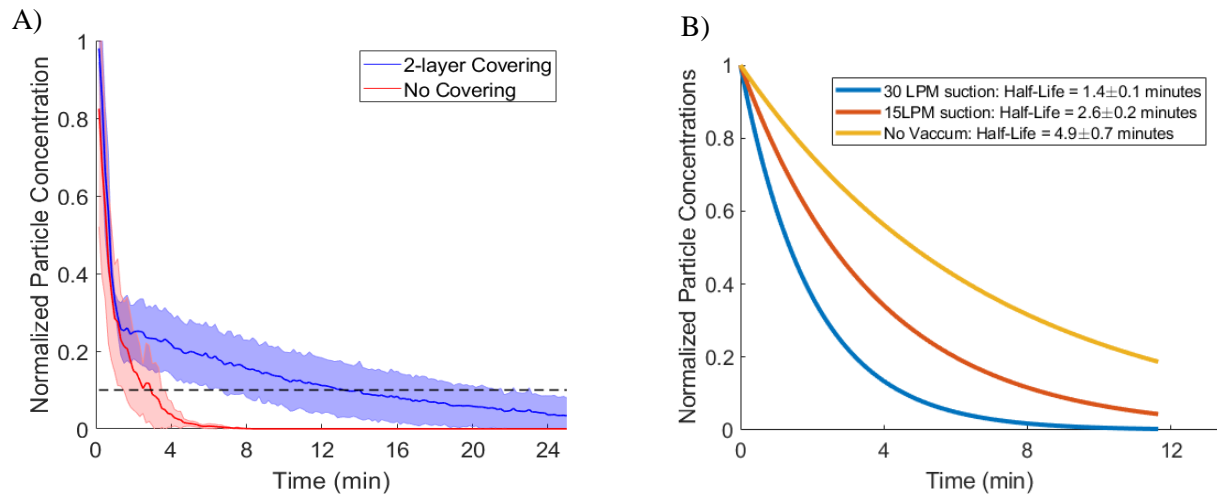 A)
1
0.8
0.6
0.4
0.2
0
0
4
8
12
16
20
24
Normalized Particle Concentration
Time (min)
2-layer Covering
No Covering
B)
1
0.8
0.6
0.4
0.2
0
0
4
8
12
Normalized Particle Concentrations
Time (min)
30 LPM suction: Half-Life = 1.4±0.1 minutes
15LPM suction: Half-Life = 2.6±0.2 minutes
No Vaccum: Half-Life = 4.9±0.7 minutes